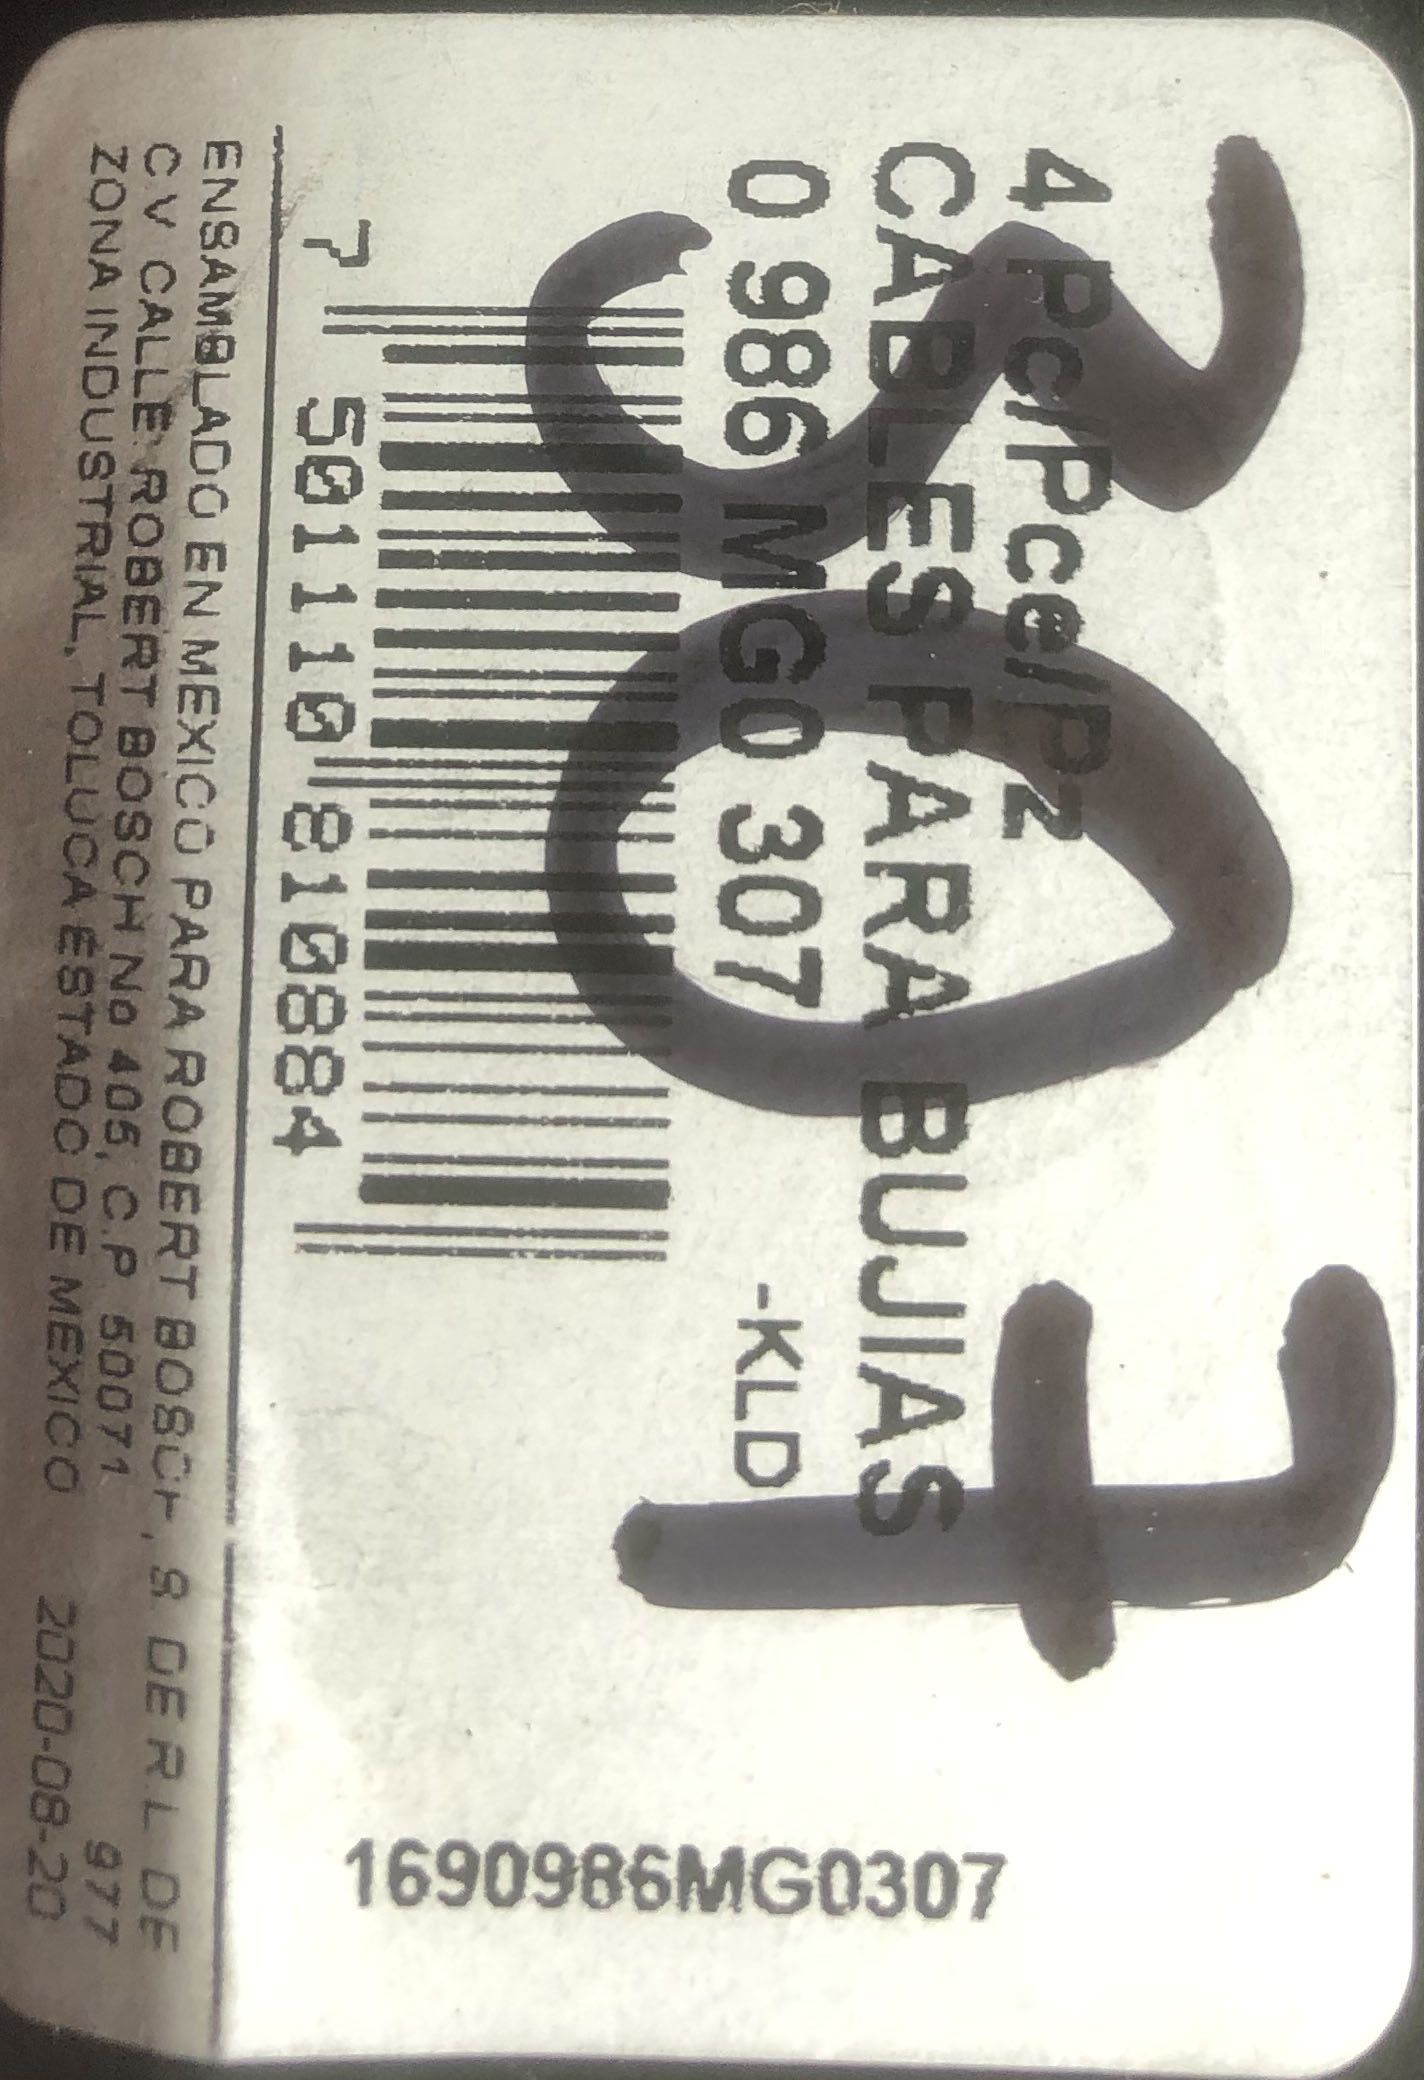 4 Pc/Pce/Pz
CABLES PARA BUJIAS
0 986 MG0 307
-KLD
307
7 501110 810884
ENSAMBLADO EN MEXICO PARA ROBERT BOSCH, S DE R.L DE
C.V CALLE ROBERT BOSCH No 405, C.P. 50071 977
ZONA INDUSTRIAL, TOLUCA ESTADO DE MEXICO 2020-08-20
1690986MG0307